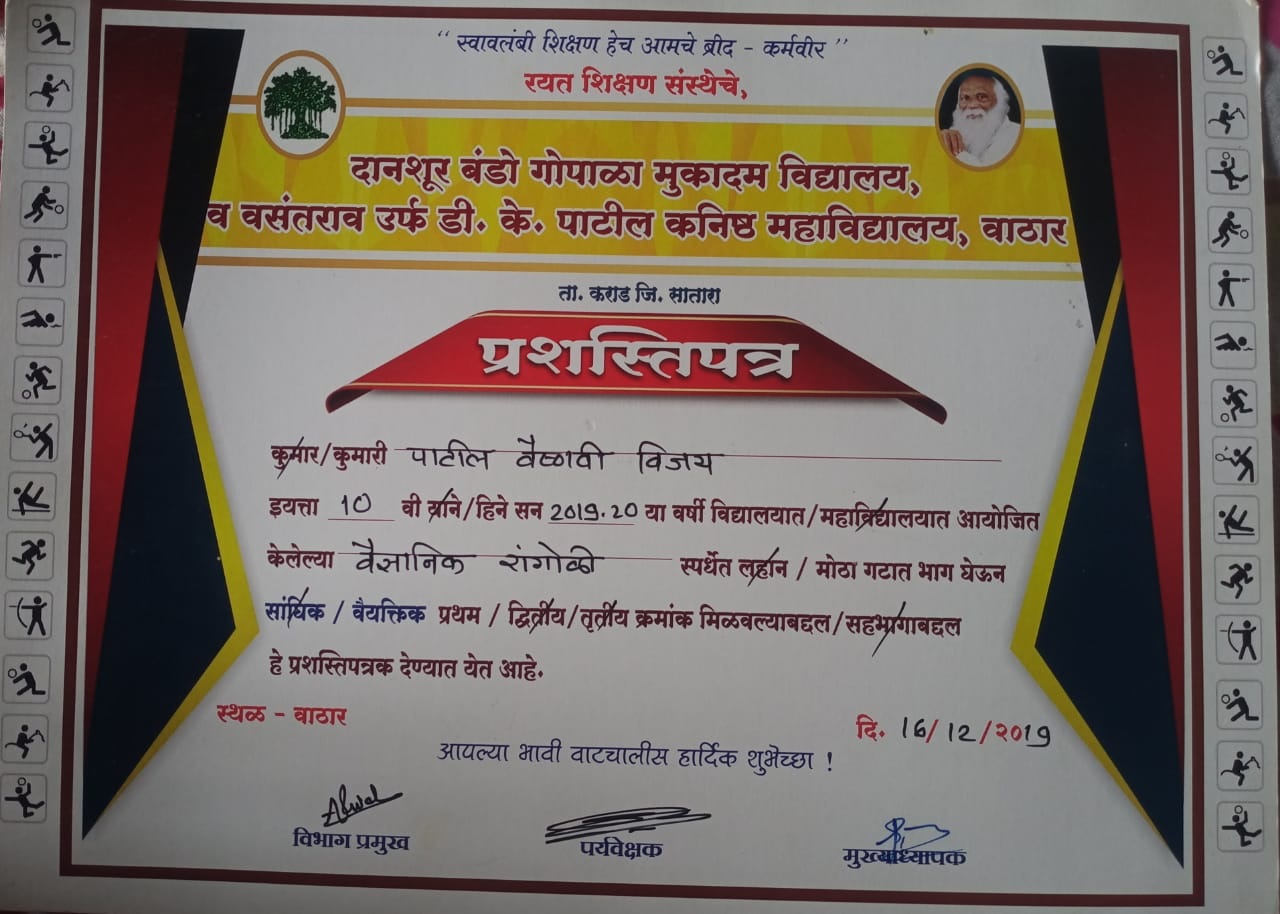 “ स्वावलंबी शिक्षण हेच आमचे ब्रीद - कर्मवीर ”
रयत शिक्षण संस्थेचे,
दानशूर बंडो गोपाळा मुकादम विद्यालय,
व वसंतराव उर्फ डी. के. पाटील कनिष्ठ महाविद्यालय, वाठार
ता. कराड जि. सातारा
प्रशस्तिपत्र
कुमार/कुमारी पाटील वैष्णवी विजय
इयत्ता 10 वी याने/हिने सन 2019-20 या वर्षी विद्यालयात/महाविद्यालयात आयोजित
केलेल्या वैज्ञानिक रांगोळी स्पर्धेत लहान / मोठा गटात भाग घेऊन
सांघिक / वैयक्तिक प्रथम / द्वितीय/तृतीय क्रमांक मिळवल्याबद्दल/सहभागाबद्दल
हे प्रशस्तिपत्रक देण्यात येत आहे.
स्थळ - वाठार
दि. 16/12/२०19
आपल्या भावी वाटचालीस हार्दिक शुभेच्छा !
विभाग प्रमुख
पर्यवेक्षक
मुख्याध्यापक